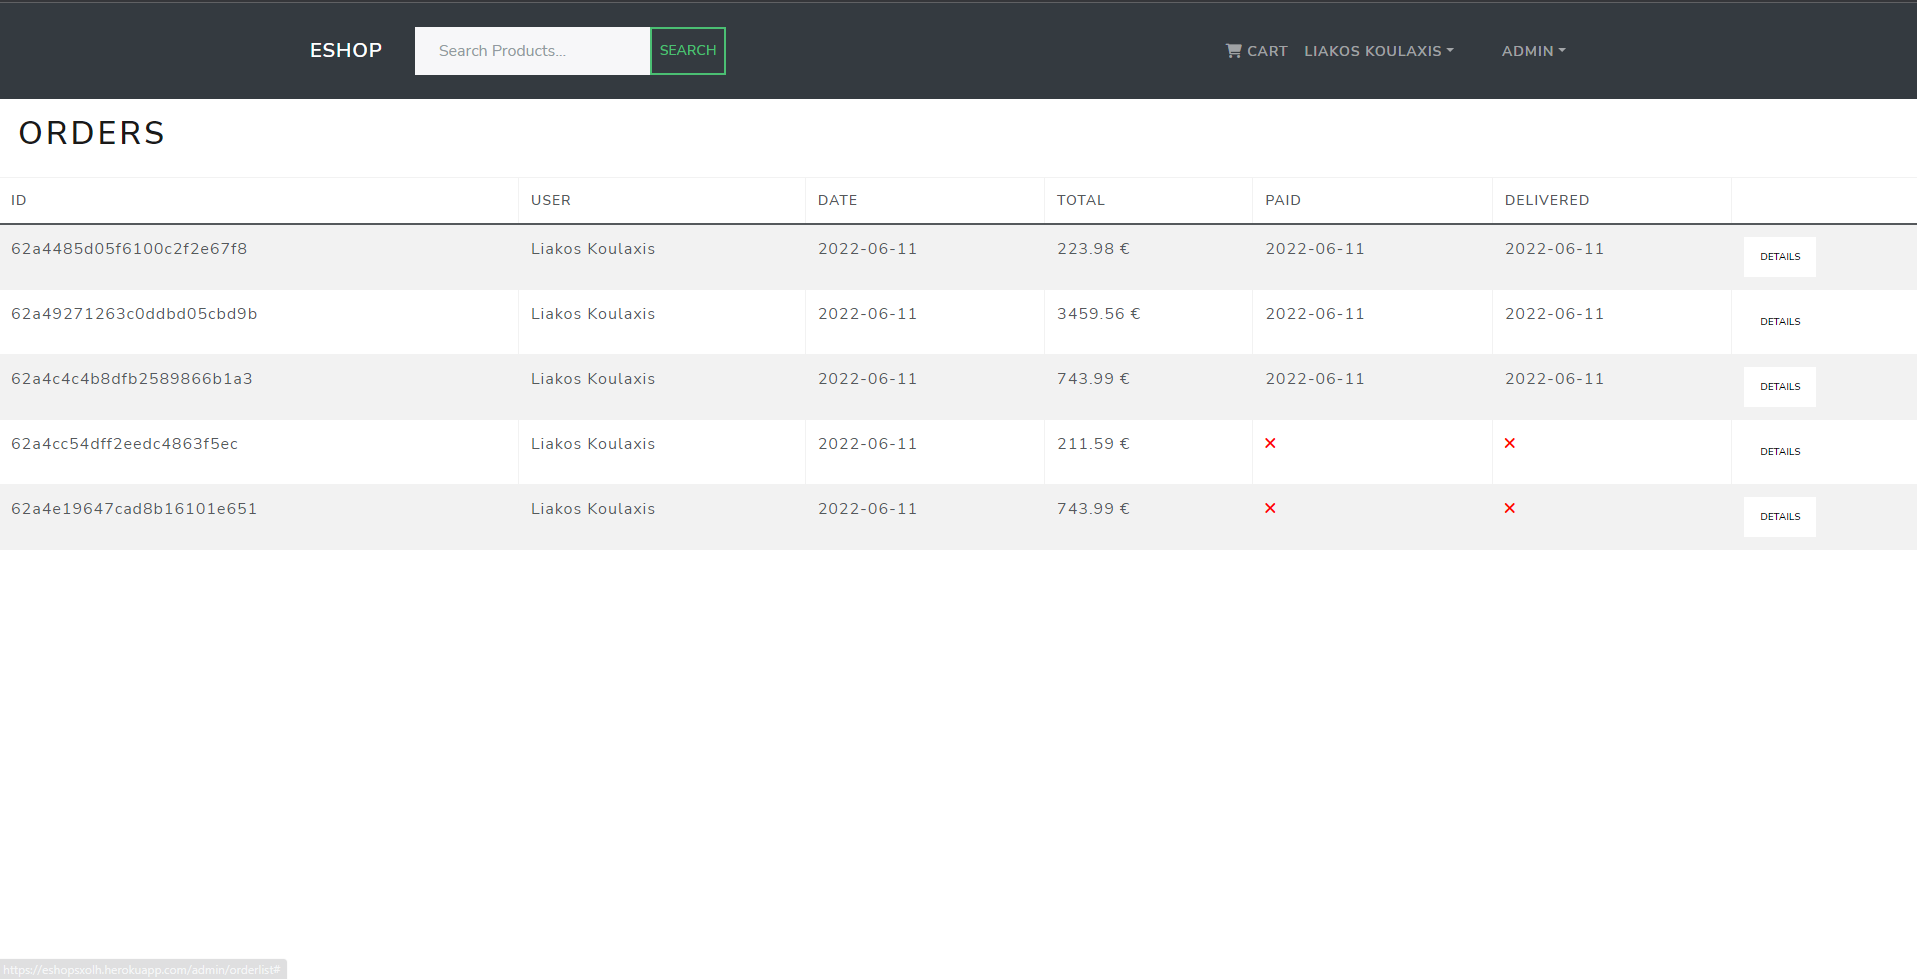 ESHOP Search Products... SEARCH CART LIAKOS KOULAXIS ADMIN
ORDERS
ID USER DATE TOTAL PAID DELIVERED
62a4485d05f6100c2f2e67f8 Liakos Koulaxis 2022-06-11 223.98 € 2022-06-11 2022-06-11 DETAILS
62a49271263c0ddbd05cbd9b Liakos Koulaxis 2022-06-11 3459.56 € 2022-06-11 2022-06-11 DETAILS
62a4c4c4b8dfb2589866b1a3 Liakos Koulaxis 2022-06-11 743.99 € 2022-06-11 2022-06-11 DETAILS
62a4cc54dff2eedc4863f5ec Liakos Koulaxis 2022-06-11 211.59 € DETAILS
62a4e19647cad8b16101e651 Liakos Koulaxis 2022-06-11 743.99 € DETAILS
https://eshopsxolh.herokuapp.com/admin/orderlist#